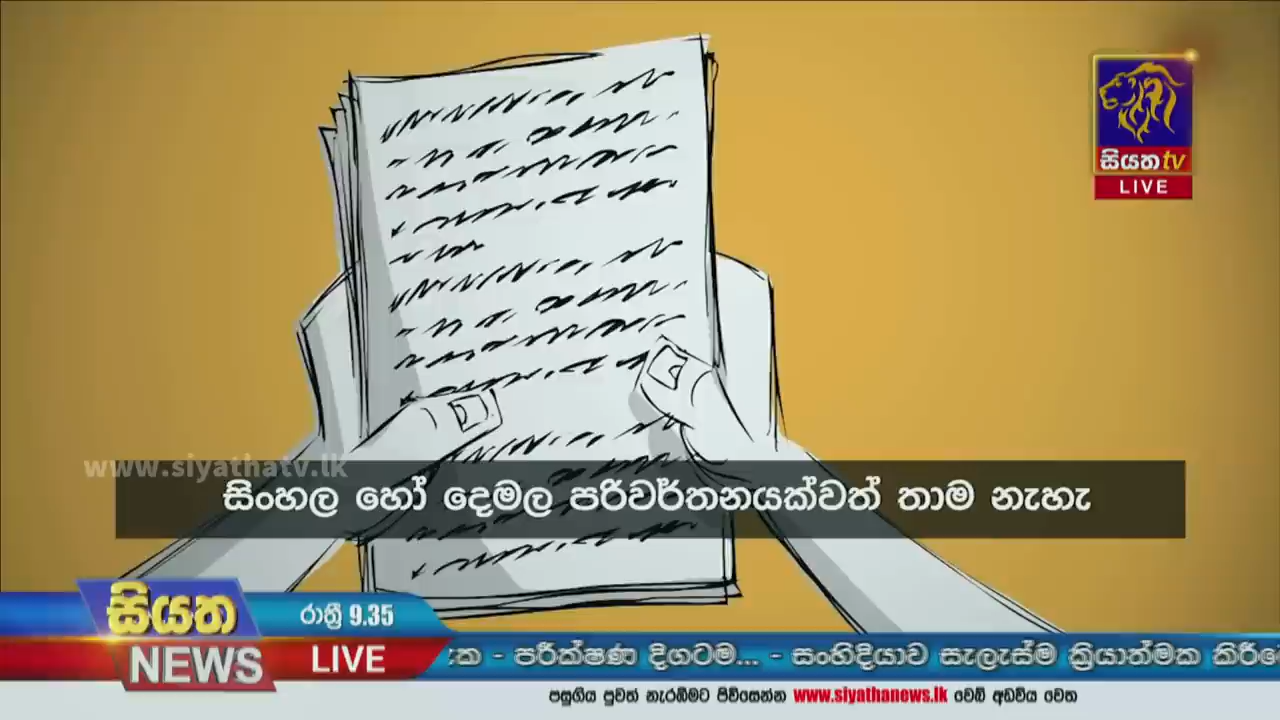 සියත tv
LIVE
www.siyathatv.lk
සිංහල හෝ දෙමළ පරිවර්තනයක්වත් තාම නැහැ
සියත
රාත්‍රී 9.35
NEWS
LIVE
- පරීක්ෂණ දිගටම... - සංහිදියාව සැලැස්ම ක්‍රියාත්මක
පසුගිය පුවත් නැරඹීමට පිවිසෙන්න www.siyathanews.lk වෙබ් අඩවිය වෙත